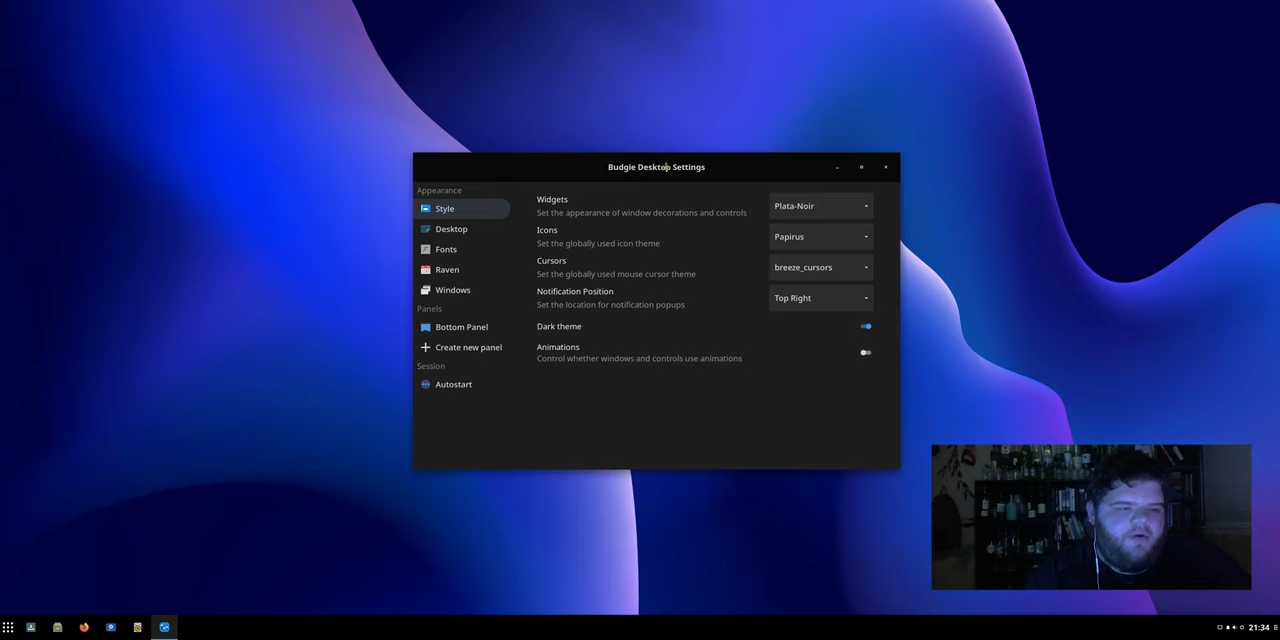 Budgie Desktop Settings
Appearance
Style
Desktop
Fonts
Raven
Windows
Panels
Bottom Panel
Create new panel
Session
Autostart
Widgets
Set the appearance of window decorations and controls
Plata-Noir
Icons
Set the globally used icon theme
Papirus
Cursors
Set the globally used mouse cursor theme
breeze_cursors
Notification Position
Set the location for notification popups
Top Right
Dark theme
Animations
Control whether windows and controls use animations
21:34